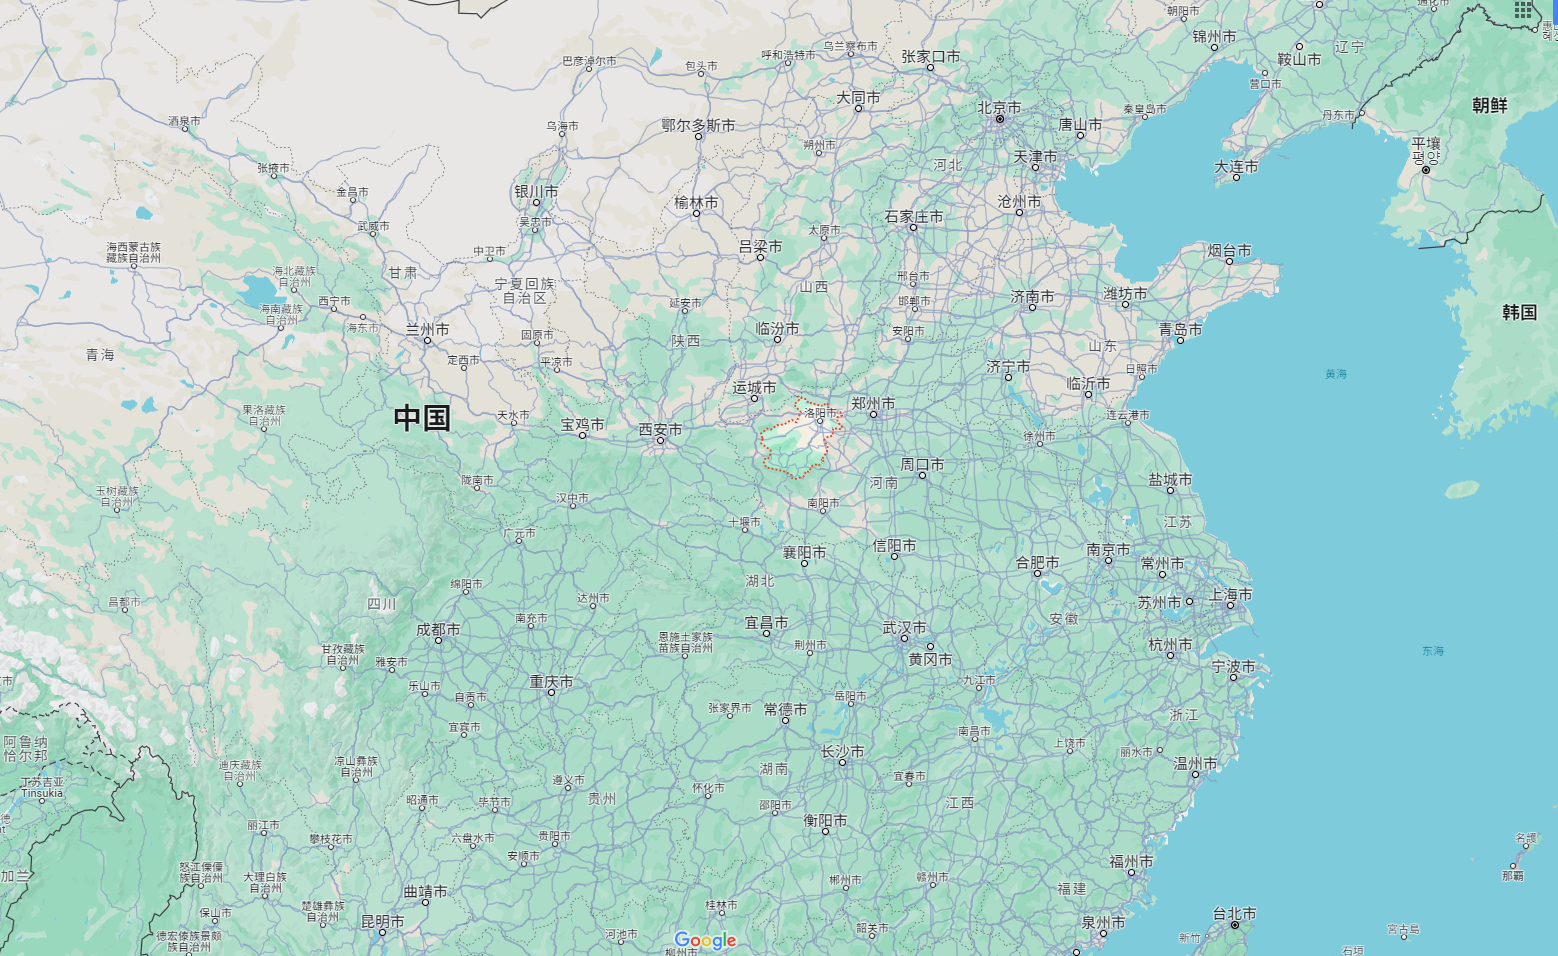 朝阳市
通化市
锦州市
辽宁
鞍山市
张家口市
乌兰察布市
呼和浩特市
巴彦淖尔市
包头市
营口市
大同市
北京市
秦皇岛市
朝鲜
酒泉市
乌海市
鄂尔多斯市
唐山市
丹东市
朔州市
平壤
평양
天津市
河北
大连市
张掖市
金昌市
银川市
榆林市
沧州市
石家庄市
吴忠市
武威市
太原市
吕梁市
海西蒙古族
藏族自治州
中卫市
烟台市
甘肃
海北藏族
自治州
宁夏回族
自治区
邢台市
山西
济南市
潍坊市
西宁市
延安市
邯郸市
海南藏族
自治州
韩国
海东市
兰州市
固原市
临汾市
安阳市
青岛市
陕西
山东
青海
定西市
平凉市
济宁市
日照市
黄海
运城市
临沂市
郑州市
果洛藏族
自治州
中国
天水市
宝鸡市
西安市
洛阳市
连云港市
徐州市
周口市
陇南市
河南
盐城市
玉树藏族
自治州
汉中市
南阳市
江苏
十堰市
广元市
襄阳市
信阳市
合肥市
南京市
常州市
湖北
绵阳市
昌都市
四川
达州市
苏州市
上海市
南充市
安徽
成都市
宜昌市
武汉市
恩施土家族
苗族自治州
荆州市
杭州市
甘孜藏族
自治州
雅安市
黄冈市
东海
宁波市
重庆市
九江市
乐山市
自贡市
岳阳市
张家界市
常德市
浙江
宜宾市
南昌市
阿鲁纳
恰尔邦
上饶市
丽水市
长沙市
迪庆藏族
自治州
凉山彝族
自治州
湖南
温州市
丁苏吉亚
Tinsukia
遵义市
宜春市
怀化市
昭通市
毕节市
贵州
邵阳市
江西
衡阳市
丽江市
攀枝花市
六盘水市
贵阳市
名護
安顺市
福州市
怒江傈僳
族自治州
加兰
大理白族
自治州
郴州市
赣州市
那覇
曲靖市
福建
保山市
楚雄彝族
自治州
桂林市
台北市
昆明市
泉州市
韶关市
德宏傣族景颇
族自治州
河池市
Google
新竹
宮古島
柳州市
石垣